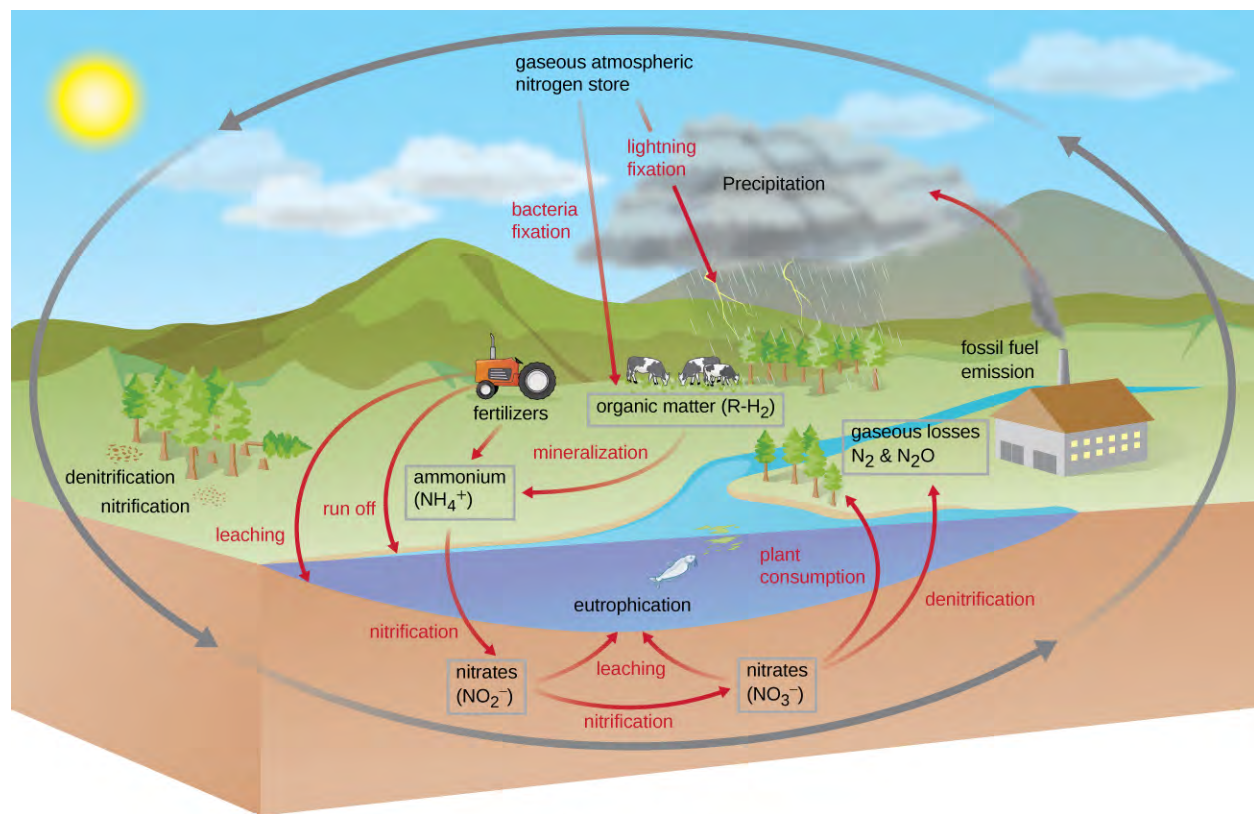 gaseous atmospheric
nitrogen store
lightning
fixation
Precipitation
bacteria
fixation
fossil fuel
emission
fertilizers
organic matter (R-H₂)
gaseous losses
N₂ & N₂O
mineralization
denitrification
nitrification
ammonium
(NH₄⁺)
leaching
run off
plant
consumption
eutrophication
denitrification
nitrification
leaching
nitrates
(NO₂⁻)
nitrates
(NO₃⁻)
nitrification